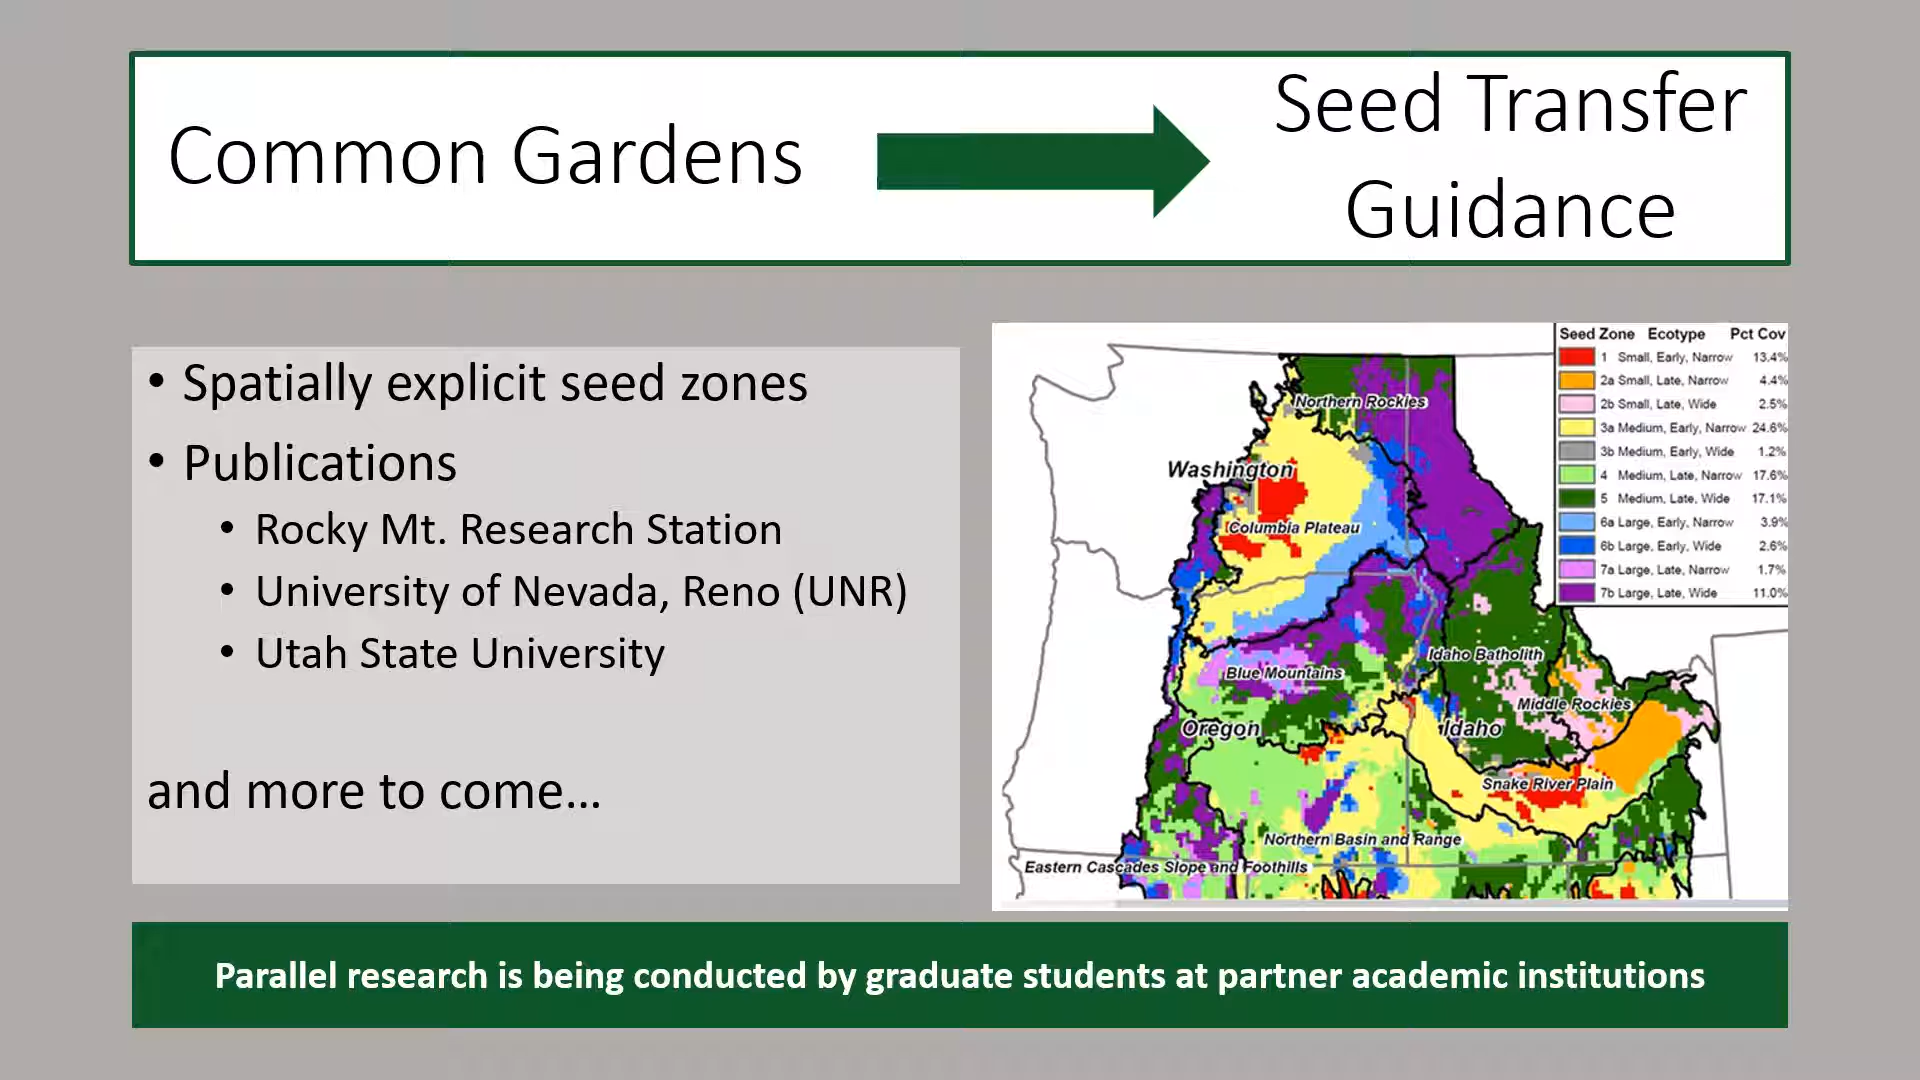 Common Gardens
Seed Transfer
Guidance
• Spatially explicit seed zones
• Publications
• Rocky Mt. Research Station
• University of Nevada, Reno (UNR)
• Utah State University
and more to come...
Seed Zone Ecotype Pct Cov
1 Small, Early, Narrow 13.4%
2a Small, Late, Narrow 4.4%
2b Small, Late, Wide 2.5%
3a Medium, Early, Narrow 24.6%
3b Medium, Early, Wide 1.2%
4 Medium, Late, Narrow 17.6%
5 Medium, Late, Wide 17.1%
6a Large, Early, Narrow 3.9%
6b Large, Early, Wide 2.6%
7a Large, Late, Narrow 1.7%
7b Large, Late, Wide 11.0%
Northern Rockies
Washington
Columbia Plateau
Idaho Batholith
Blue Mountains
Middle Rockies
Oregon
Idaho
Snake River Plain
Northern Basin and Range
Eastern Cascades Slope and Foothills
Parallel research is being conducted by graduate students at partner academic institutions